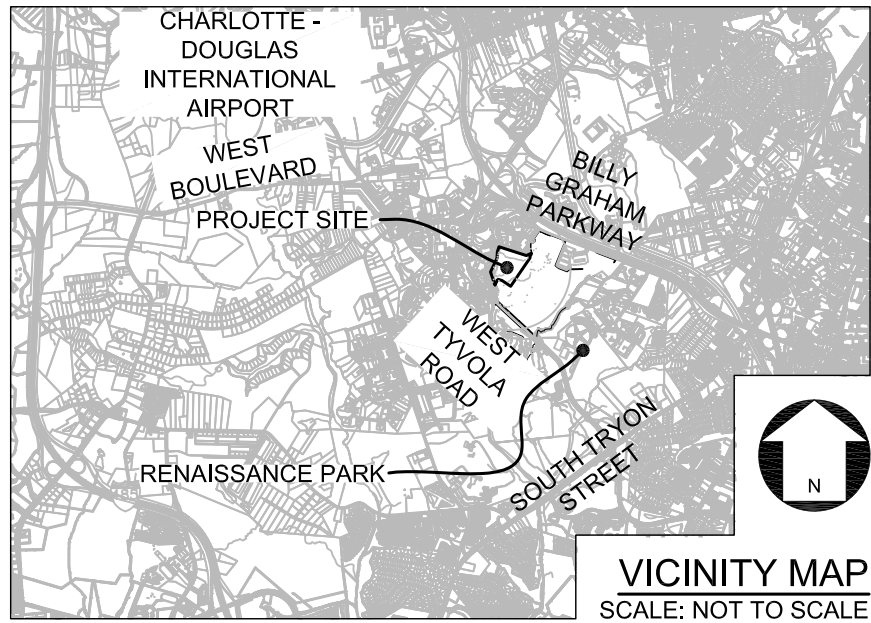 CHARLOTTE -
DOUGLAS
INTERNATIONAL
AIRPORT
WEST
BOULEVARD
PROJECT SITE
BILLY
GRAHAM
PARKWAY
WEST
TYVOLA
ROAD
RENAISSANCE PARK
SOUTH TRYON
STREET
N
VICINITY MAP
SCALE: NOT TO SCALE